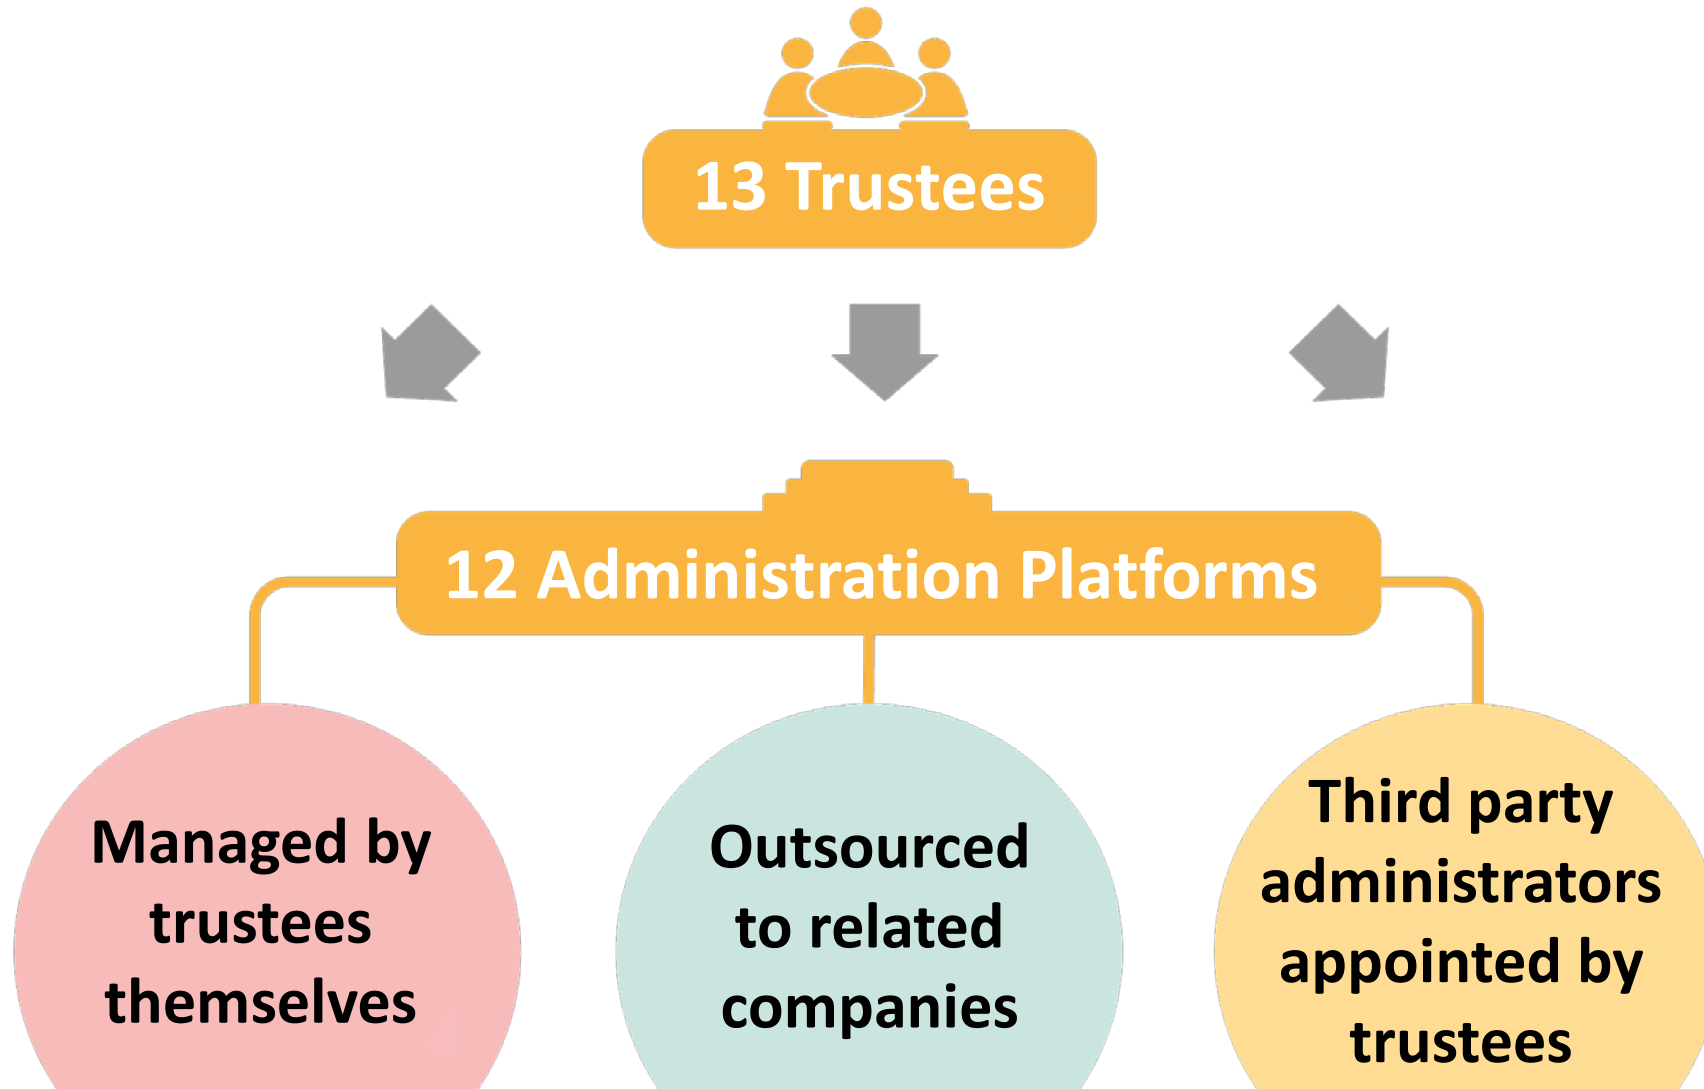 13 Trustees
12 Administration Platforms
Managed by
trustees
themselves
Outsourced
to related
companies
Third party
administrators
appointed by
trustees